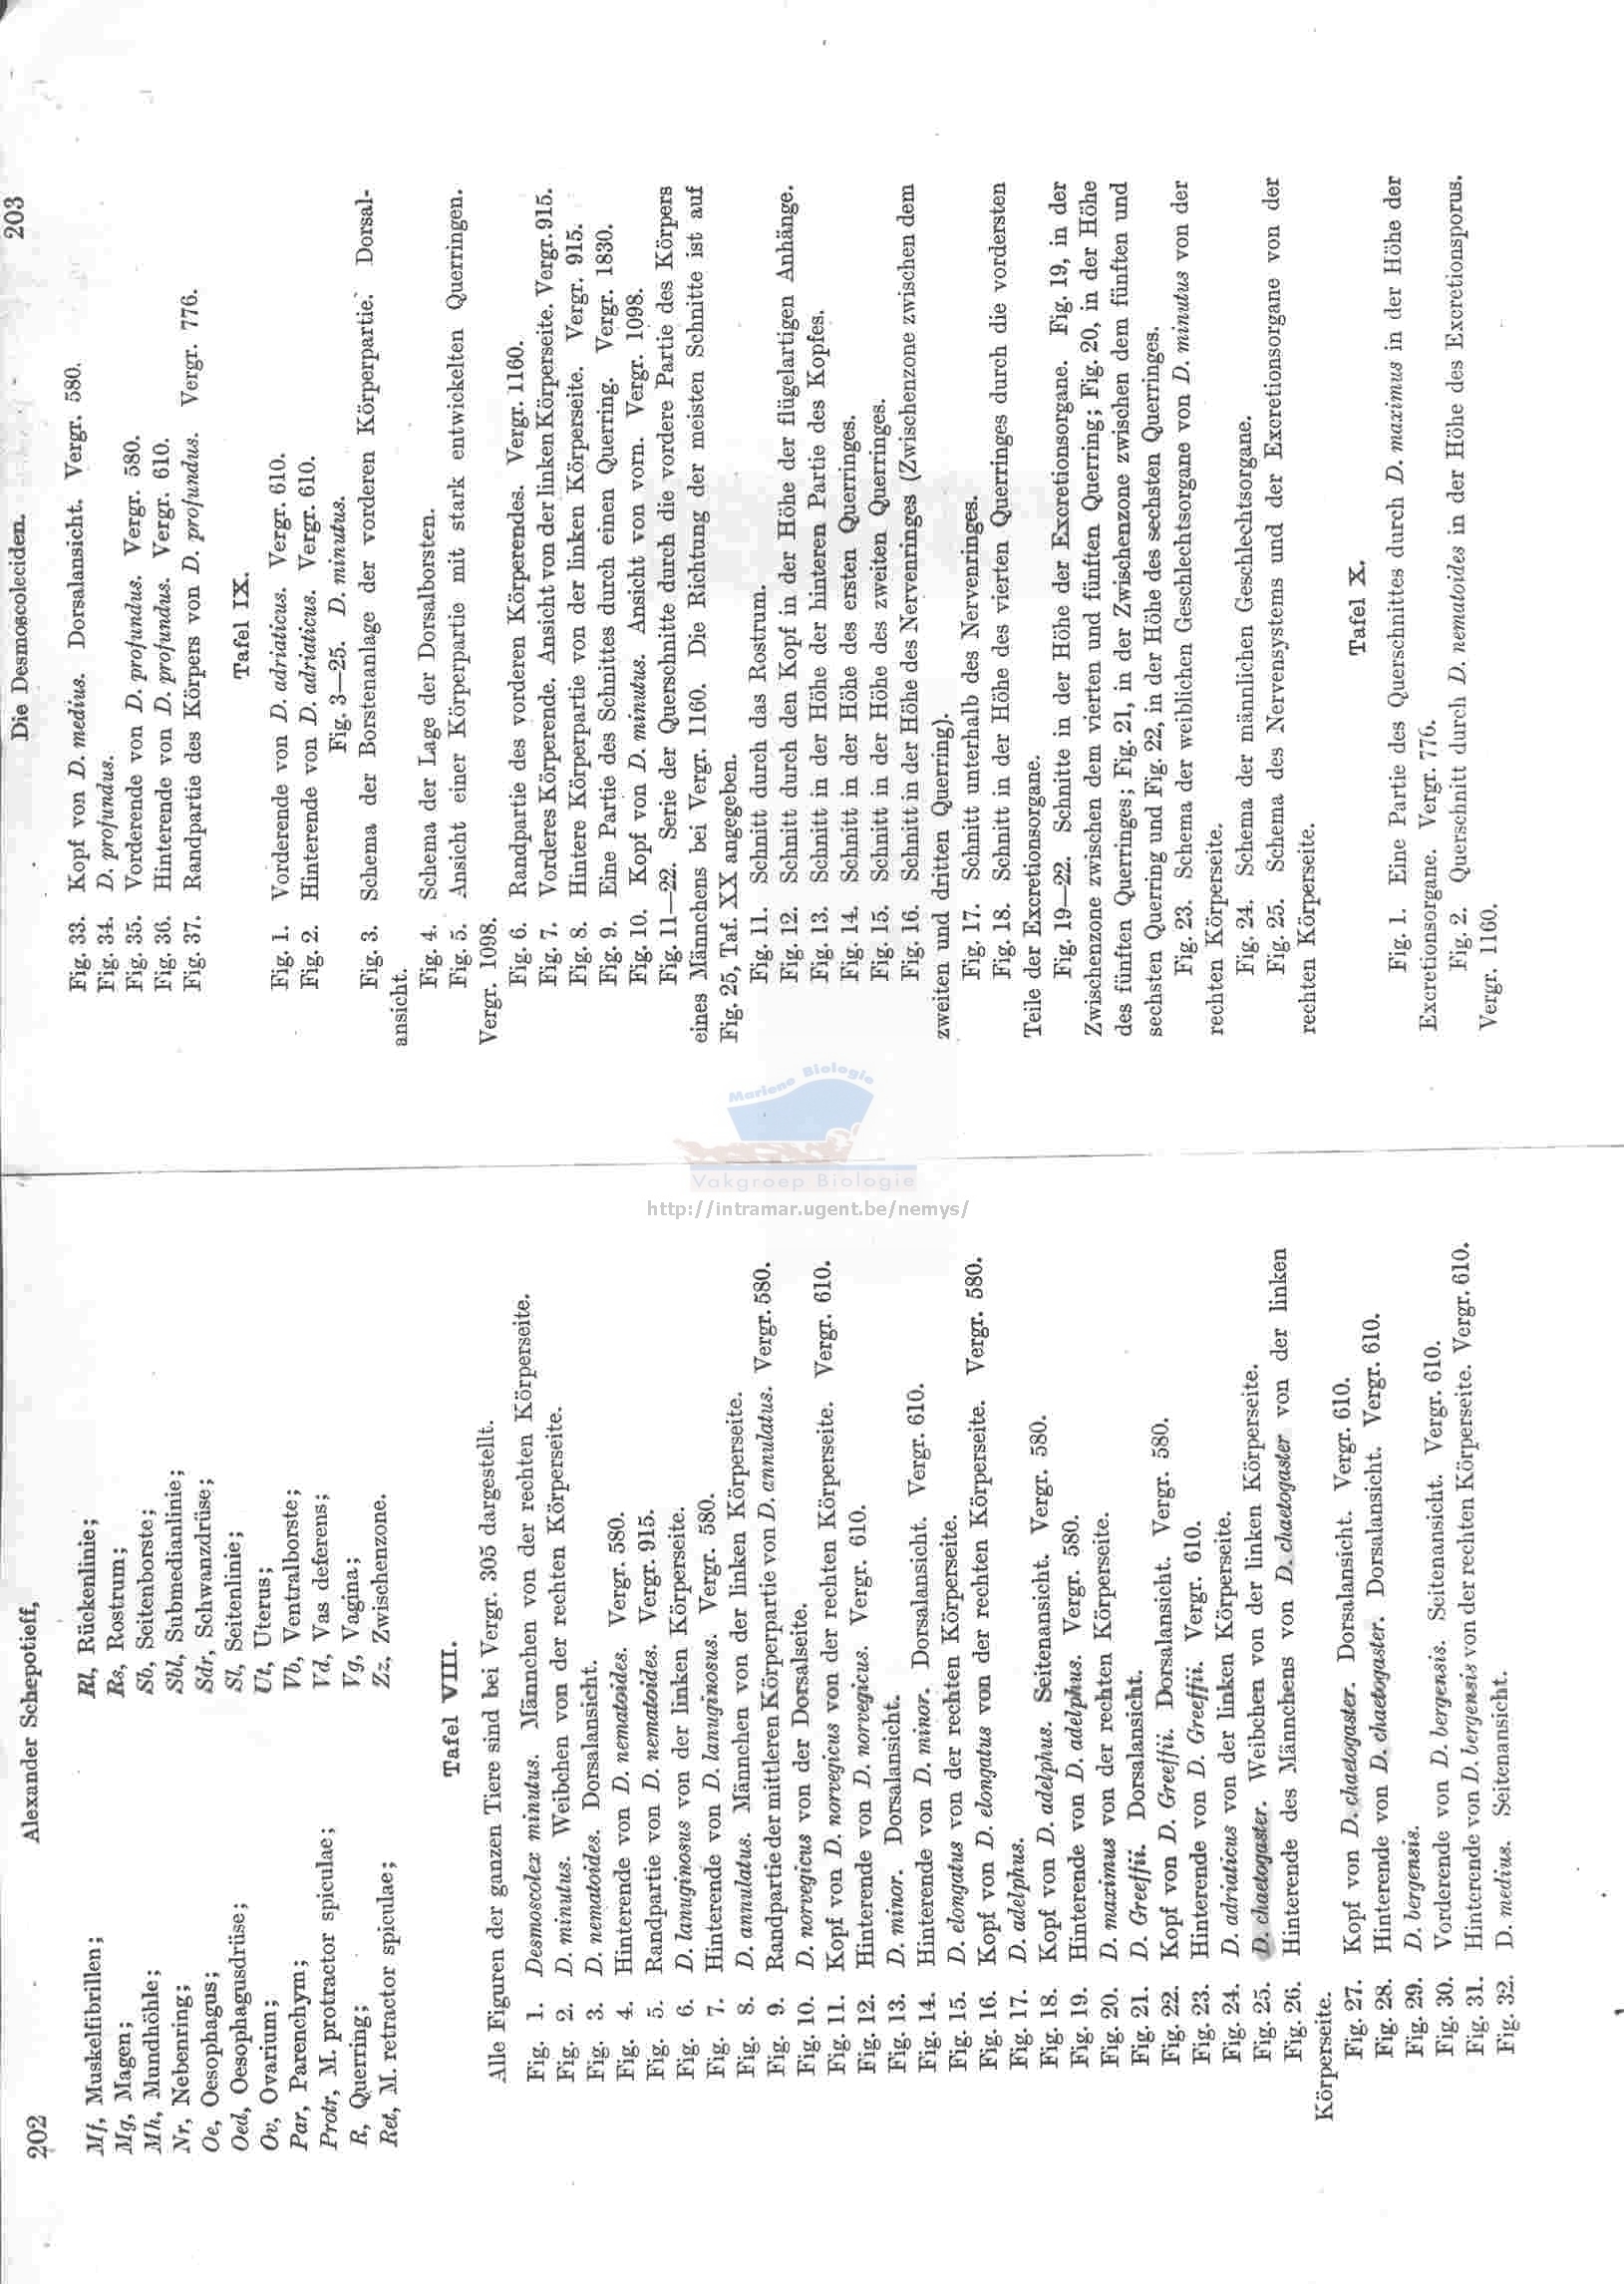 202
Alexander Schepotieff,
Mf, Muskelfibrillen;
Mg, Magen;
Mh, Mundhöhle;
Nr, Nebenring;
Oe, Oesophagus;
Oed, Oesophagusdrüse;
Ov, Ovarium;
Par, Parenchym;
Protr, M. protractor spiculae;
R, Querring;
Ret, M. retractor spiculae;
Rl, Rückenlinie;
Rs, Rostrum;
Sb, Seitenborste;
Sbl, Submedianlinie;
Sdr, Schwanzdrüse;
Sl, Seitenlinie;
Ut, Uterus;
Vb, Ventralborste;
Vd, Vas deferens;
Vg, Vagina;
Zz, Zwischenzone.
Tafel VIII.
Alle Figuren der ganzen Tiere sind bei Vergr. 305 dargestellt.
Fig. 1. Desmoscolex minutus. Männchen von der rechten Körperseite.
Fig. 2. D. minutus. Weibchen von der rechten Körperseite.
Fig. 3. D. nematoides. Dorsalansicht.
Fig. 4. Hinterende von D. nematoides. Vergr. 580.
Fig. 5. Randpartie von D. nematoides. Vergr. 915.
Fig. 6. D. lanuginosus von der linken Körperseite.
Fig. 7. Hinterende von D. lanuginosus. Vergr. 580.
Fig. 8. D. annulatus. Männchen von der linken Körperseite.
Fig. 9. Randpartie der mittleren Körperpartie von D. annulatus. Vergr. 580.
Fig. 10. D. norvegicus von der Dorsalseite.
Fig. 11. Kopf von D. norvegicus von der rechten Körperseite. Vergr. 610.
Fig. 12. Hinterende von D. norvegicus. Vergr. 610.
Fig. 13. D. minor. Dorsalansicht.
Fig. 14. Hinterende von D. minor. Dorsalansicht. Vergr. 610.
Fig. 15. D. elongatus von der rechten Körperseite.
Fig. 16. Kopf von D. elongatus von der rechten Körperseite. Vergr. 580.
Fig. 17. D. adelphus.
Fig. 18. Kopf von D. adelphus. Seitenansicht. Vergr. 580.
Fig. 19. Hinterende von D. adelphus. Vergr. 580.
Fig. 20. D. maximus von der rechten Körperseite.
Fig. 21. D. Greeffii. Dorsalansicht.
Fig. 22. Kopf von D. Greeffii. Dorsalansicht. Vergr. 580.
Fig. 23. Hinterende von D. Greeffii. Vergr. 610.
Fig. 24. D. adriaticus von der linken Körperseite.
Fig. 25. D. chaetogaster. Weibchen von der linken Körperseite.
Fig. 26. Hinterende des Männchens von D. chaetogaster von der linken
Körperseite.
Fig. 27. Kopf von D. chaetogaster. Dorsalansicht. Vergr. 610.
Fig. 28. Hinterende von D. chaetogaster. Dorsalansicht. Vergr. 610.
Fig. 29. D. bergensis.
Fig. 30. Vorderende von D. bergensis. Seitenansicht. Vergr. 610.
Fig. 31. Hinterende von D. bergensis von der rechten Körperseite. Vergr. 610.
Fig. 32. D. medius. Seitenansicht.
Die Desmoscoleciden.
203
Fig. 33. Kopf von D. medius. Dorsalansicht. Vergr. 580.
Fig. 34. D. profundus.
Fig. 35. Vorderende von D. profundus. Vergr. 580.
Fig. 36. Hinterende von D. profundus. Vergr. 610.
Fig. 37. Randpartie des Körpers von D. profundus. Vergr. 776.
Tafel IX.
Fig. 1. Vorderende von D. adriaticus. Vergr. 610.
Fig. 2. Hinterende von D. adriaticus. Vergr. 610.
Fig. 3—25. D. minutus.
Fig. 3. Schema der Borstenanlage der vorderen Körperpartie. Dorsal-
ansicht.
Fig. 4. Schema der Lage der Dorsalborsten.
Fig. 5. Ansicht einer Körperpartie mit stark entwickelten Querringen.
Vergr. 1098.
Fig. 6. Randpartie des vorderen Körperendes. Vergr. 1160.
Fig. 7. Vorderes Körperende. Ansicht von der linken Körperseite. Vergr. 915.
Fig. 8. Hintere Körperpartie von der linken Körperseite. Vergr. 915.
Fig. 9. Eine Partie des Schnittes durch einen Querring. Vergr. 1830.
Fig. 10. Kopf von D. minutus. Ansicht von vorn. Vergr. 1098.
Fig. 11—22. Serie der Querschnitte durch die vordere Partie des Körpers
eines Männchens bei Vergr. 1160. Die Richtung der meisten Schnitte ist auf
Fig. 25, Taf. XX angegeben.
Fig. 11. Schnitt durch das Rostrum.
Fig. 12. Schnitt durch den Kopf in der Höhe der flügelartigen Anhänge.
Fig. 13. Schnitt in der Höhe der hinteren Partie des Kopfes.
Fig. 14. Schnitt in der Höhe des ersten Querringes.
Fig. 15. Schnitt in der Höhe des zweiten Querringes.
Fig. 16. Schnitt in der Höhe des Nervenringes (Zwischenzone zwischen dem
zweiten und dritten Querring).
Fig. 17. Schnitt unterhalb des Nervenringes.
Fig. 18. Schnitt in der Höhe des vierten Querringes durch die vordersten
Teile der Excretionsorgane.
Fig. 19—22. Schnitte in der Höhe der Excretionsorgane. Fig. 19, in der
Zwischenzone zwischen dem vierten und fünften Querring; Fig. 20, in der Höhe
des fünften Querringes; Fig. 21, in der Zwischenzone zwischen dem fünften und
sechsten Querring und Fig. 22, in der Höhe des sechsten Querringes.
Fig. 23. Schema der weiblichen Geschlechtsorgane von D. minutus von der
rechten Körperseite.
Fig. 24. Schema der männlichen Geschlechtsorgane.
Fig. 25. Schema des Nervensystems und der Excretionsorgane von der
rechten Körperseite.
Tafel X.
Fig. 1. Eine Partie des Querschnittes durch D. maximus in der Höhe der
Excretionsorgane. Vergr. 776.
Fig. 2. Querschnitt durch D. nematoides in der Höhe des Excretionsporus.
Vergr. 1160.
Mariene Biologie
Vakgroep Biologie
http://intramar.ugent.be/nemys/